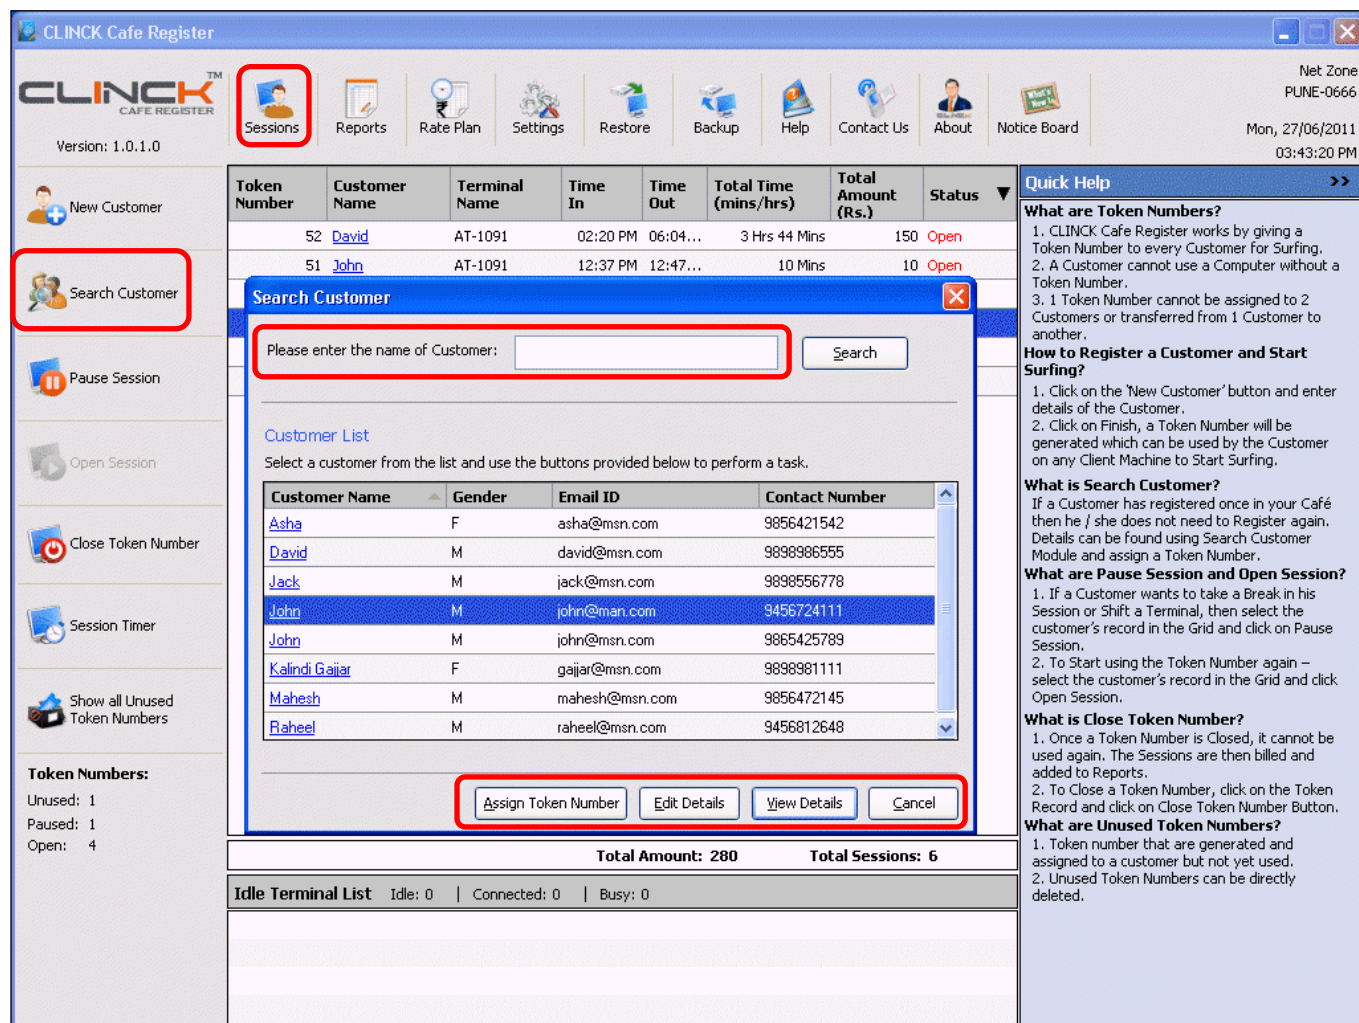 CLINCK Cafe Register
CLINCK TM
CAFE REGISTER
Version: 1.0.1.0
Sessions
Reports
Rate Plan
Settings
Restore
Backup
Help
Contact Us
About
Notice Board
Net Zone
PUNE-0666
Mon, 27/06/2011
03:43:20 PM
New Customer
Search Customer
Pause Session
Open Session
Close Token Number
Session Timer
Show all Unused
Token Numbers
Token Numbers:
Unused: 1
Paused: 1
Open: 4
Token Number Customer Name Terminal Name Time In Time Out Total Time (mins/hrs) Total Amount (Rs.) Status
52 David AT-1091 02:20 PM 06:04... 3 Hrs 44 Mins 150 Open
51 John AT-1091 12:37 PM 12:47... 10 Mins 10 Open
Search Customer
Please enter the name of Customer:
Search
Customer List
Select a customer from the list and use the buttons provided below to perform a task.
Customer Name Gender Email ID Contact Number
Asha F asha@msn.com 9856421542
David M david@msn.com 9898986555
Jack M jack@msn.com 9898556778
John M john@man.com 9456724111
John M john@msn.com 9865425789
Kalindi Gajjar F gajjar@msn.com 9898981111
Mahesh M mahesh@msn.com 9856472145
Raheel M raheel@msn.com 9456812648
Assign Token Number Edit Details View Details Cancel
Total Amount: 280 Total Sessions: 6
Idle Terminal List Idle: 0 | Connected: 0 | Busy: 0
Quick Help >>
What are Token Numbers?
1. CLINCK Cafe Register works by giving a
Token Number to every Customer for Surfing.
2. A Customer cannot use a Computer without a
Token Number.
3. 1 Token Number cannot be assigned to 2
Customers or transferred from 1 Customer to
another.
How to Register a Customer and Start
Surfing?
1. Click on the 'New Customer' button and enter
details of the Customer.
2. Click on Finish, a Token Number will be
generated which can be used by the Customer
on any Client Machine to Start Surfing.
What is Search Customer?
If a Customer has registered once in your Café
then he / she does not need to Register again.
Details can be found using Search Customer
Module and assign a Token Number.
What are Pause Session and Open Session?
1. If a Customer wants to take a Break in his
Session or Shift a Terminal, then select the
customer's record in the Grid and click on Pause
Session.
2. To Start using the Token Number again –
select the customer's record in the Grid and click
Open Session.
What is Close Token Number?
1. Once a Token Number is Closed, it cannot be
used again. The Sessions are then billed and
added to Reports.
2. To Close a Token Number, click on the Token
Record and click on Close Token Number Button.
What are Unused Token Numbers?
1. Token number that are generated and
assigned to a customer but not yet used.
2. Unused Token Numbers can be directly
deleted.